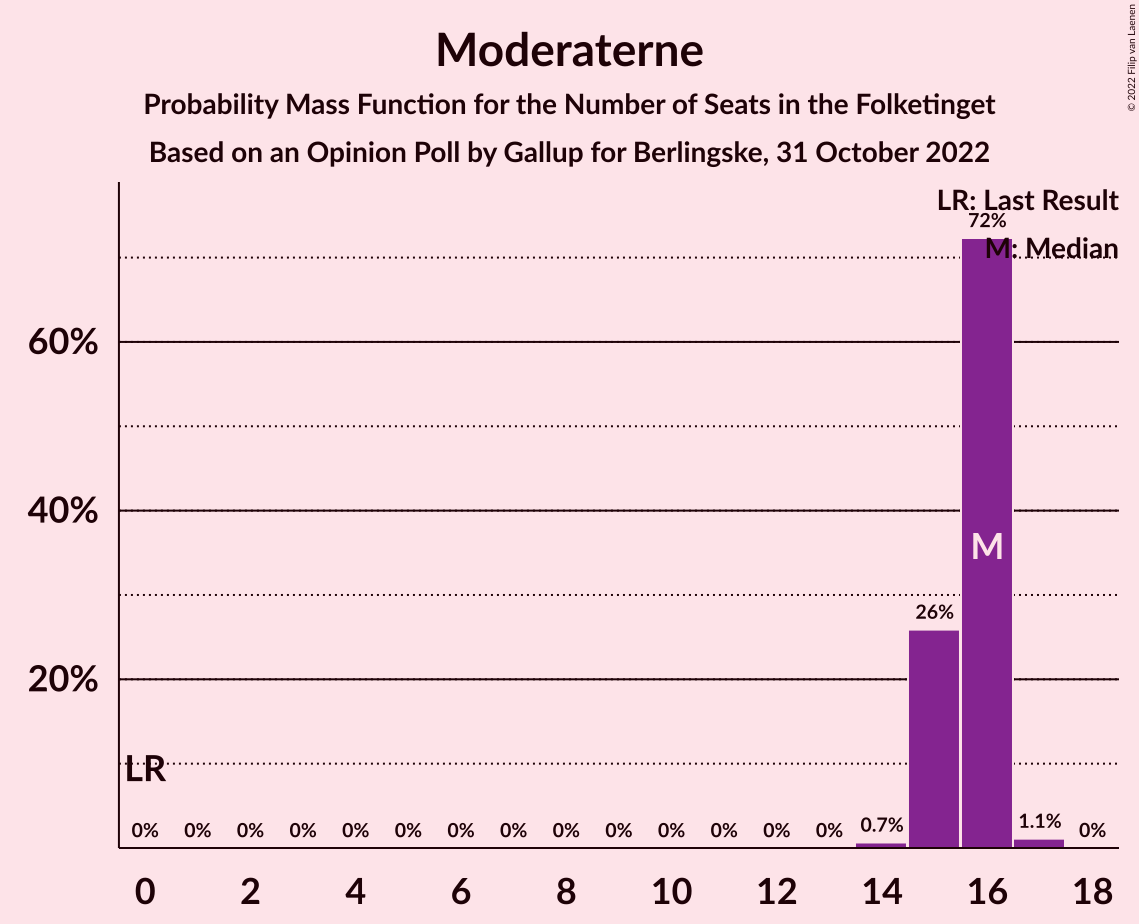 Moderaterne
Probability Mass Function for the Number of Seats in the Folketinget
Based on an Opinion Poll by Gallup for Berlingske, 31 October 2022
© 2022 Filip van Laenen
LR: Last Result
72%
M: Median
60%
40%
M
26%
20%
LR
0% 0% 0% 0% 0% 0% 0% 0% 0% 0% 0% 0% 0% 0% 0.7% 1.1% 0%
0 2 4 6 8 10 12 14 16 18